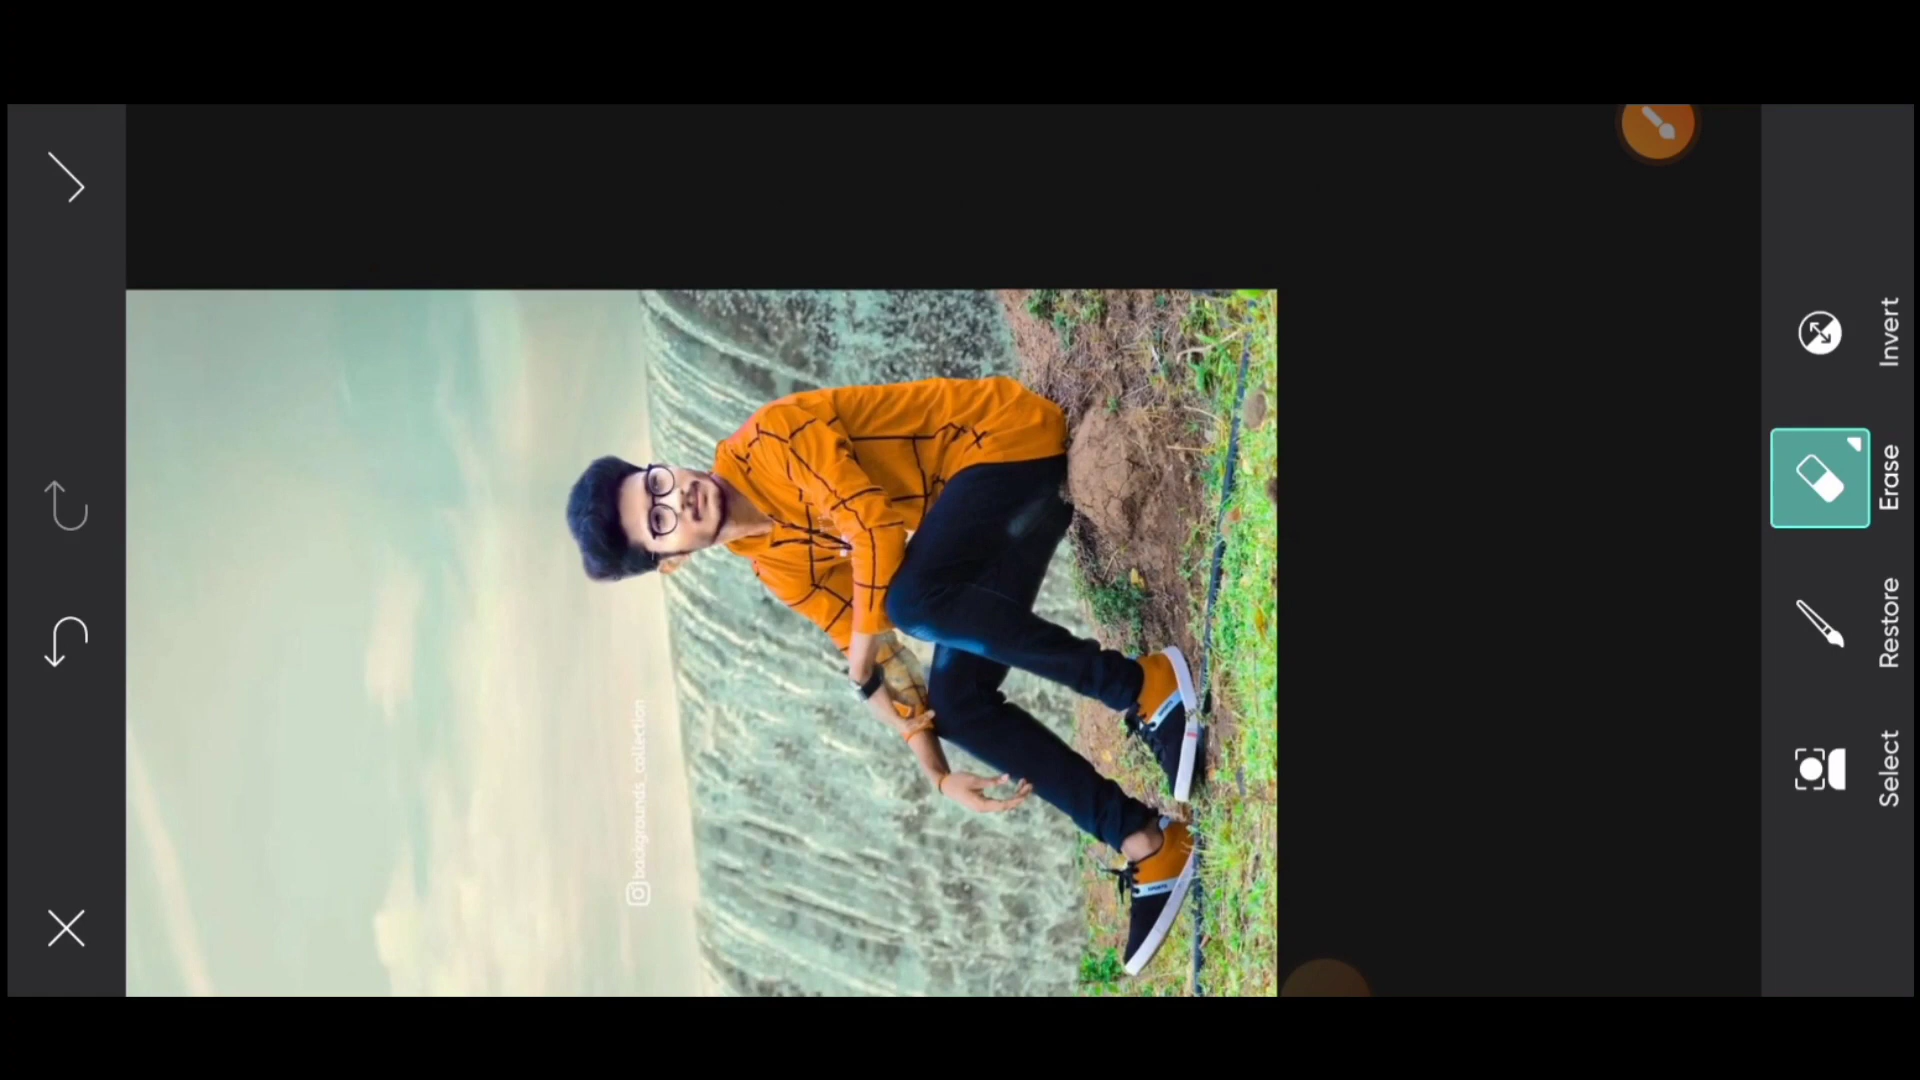 Invert
Erase
Restore
Select
backgrounds_collection